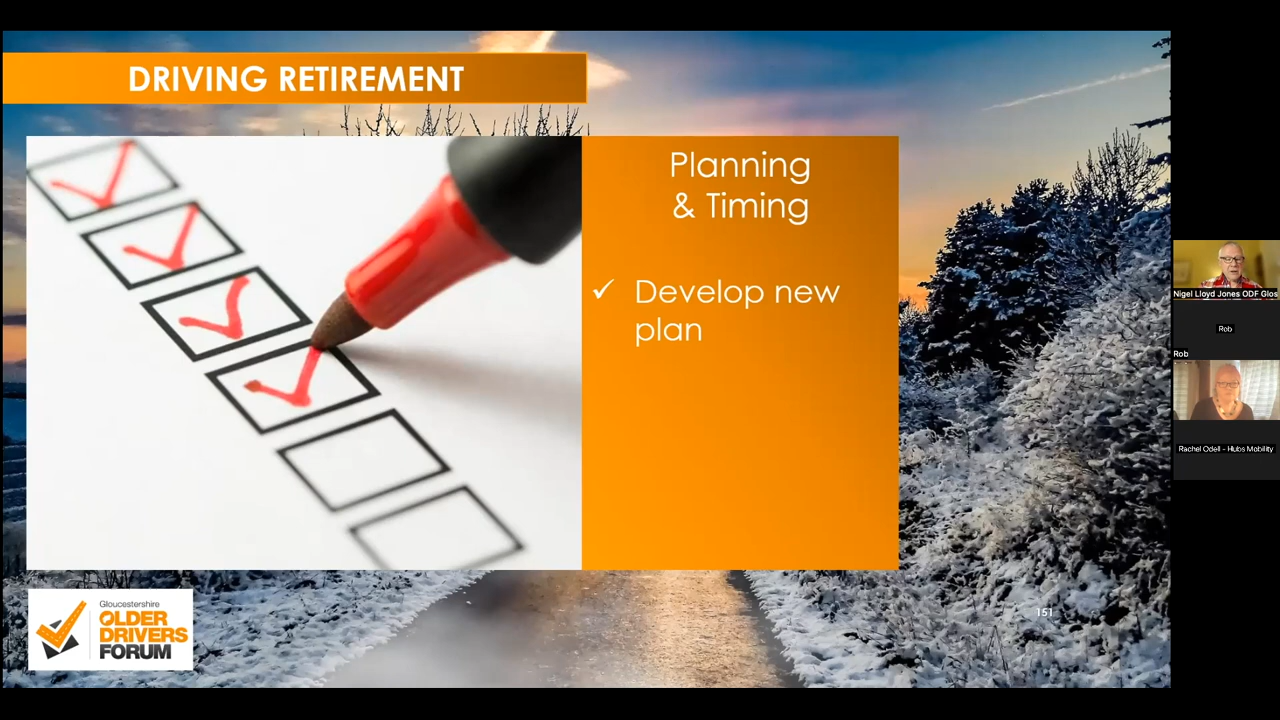 DRIVING RETIREMENT
Planning
& Timing
✓ Develop new
plan
Gloucestershire
OLDER
DRIVERS
FORUM
151
Nigel Lloyd Jones ODF Glos
Rob
Rob
Rachel Odell - Hubs Mobility